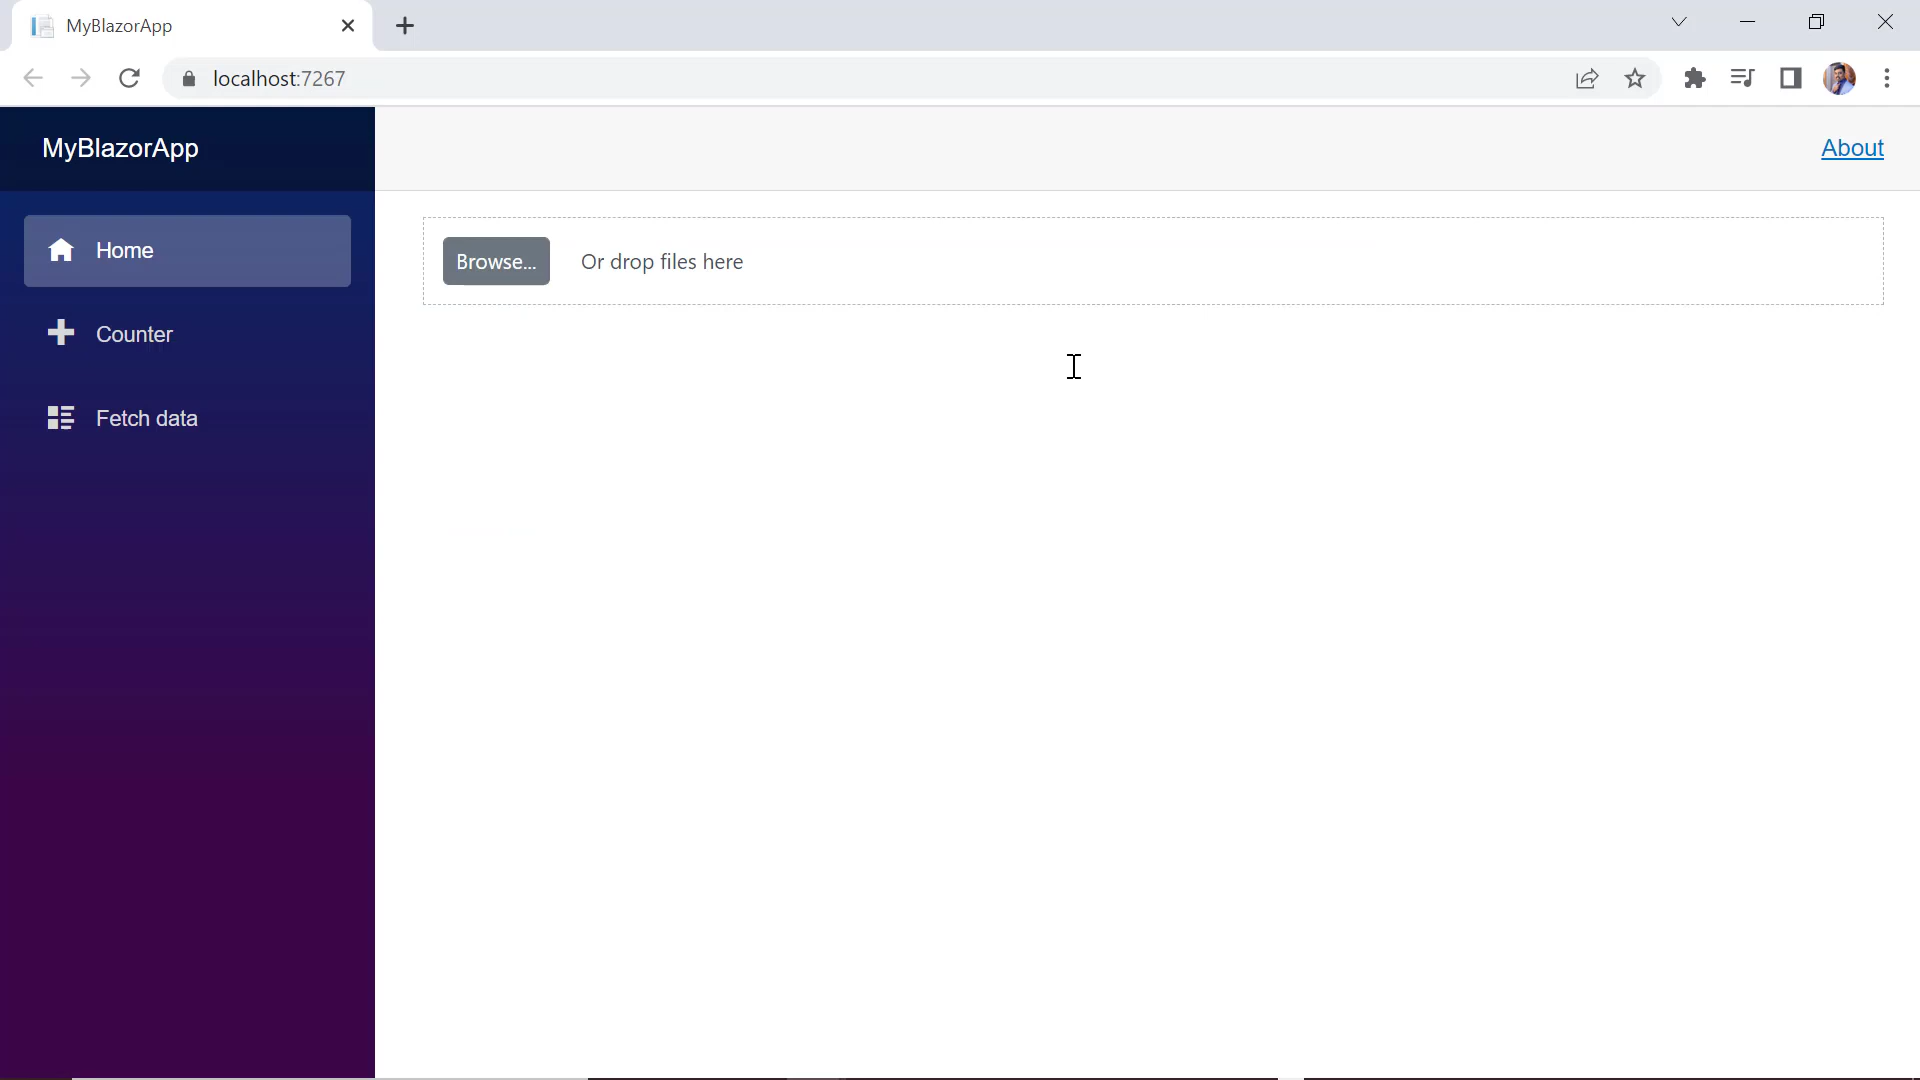 MyBlazorApp
localhost:7267
MyBlazorApp
About
Home
Browse... Or drop files here
Counter
Fetch data